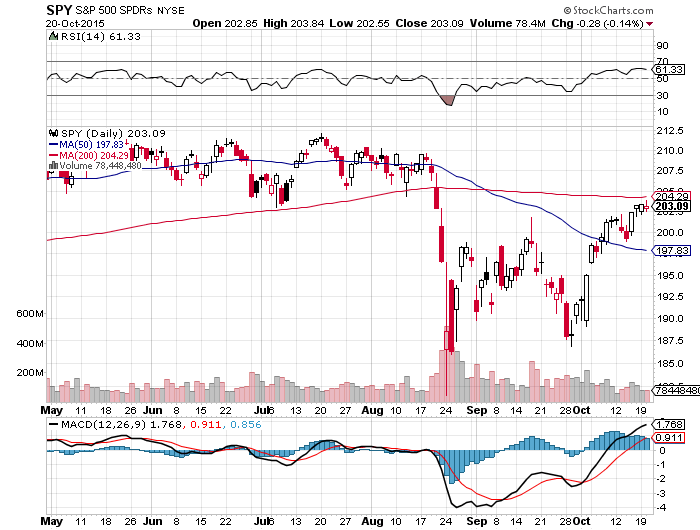 SPY S&P 500 SPDRs NYSE © StockCharts.com
20-Oct-2015 Open 202.85 High 203.84 Low 202.55 Close 203.09 Volume 78.4M Chg -0.28 (-0.14%)
RSI(14) 61.33
90
70
61.33
50
30
10
SPY (Daily) 203.09
MA(50) 197.83
MA(200) 204.29
Volume 78,448,480
212.5
210.0
207.5
205.0
204.29
203.09
202.5
200.0
197.83
197.5
195.0
192.5
190.0
187.5
185.0
182.5
78448480
600M
400M
200M
May 11 18 26 Jun 8 15 22 Jul 6 13 20 27 Aug 10 17 24 Sep 8 14 21 28 Oct 12 19
MACD(12,26,9) 1.768, 0.911, 0.856
1.768
0.911
0
-1
-2
-3
-4
May 11 18 26 Jun 8 15 22 Jul 6 13 20 27 Aug 10 17 24 Sep 8 14 21 28 Oct 12 19